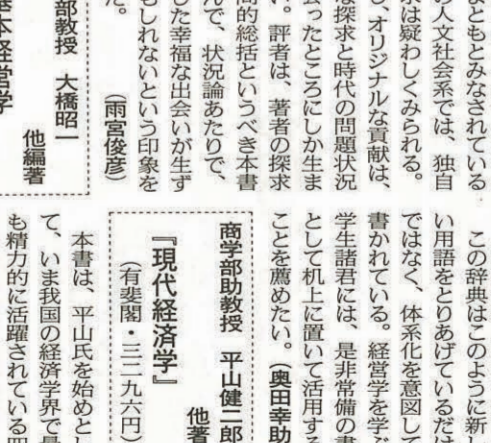 まともとみなされている
の人文社会系では、独自
求は疑わしくみられる。
し、オリジナルな貢献は、
な探求と時代の問題状況
会ったところにしか生ま
い。評者は、著者の探求
間的総括というべき本書
んで、状況論あたりで、
した幸福な出会いが生ず
もしれないという印象を
た。
(雨宮俊彦)
部教授 大橋昭一
他編著
本経営学
この辞典はこのように新し
い用語をとりあげているだけ
ではなく、体系化を意図し
書かれている。経営学を学ぶ
学生諸君には、是非常備の書
として机上に置いて活用する
ことを薦めたい。(奥田幸助
商学部助教授 平山健二郎
他著
『現代経済学』
(有斐閣・三二九六円)
本書は、平山氏を始めとし
て、いま我国の経済学界で最
も精力的に活躍されている四